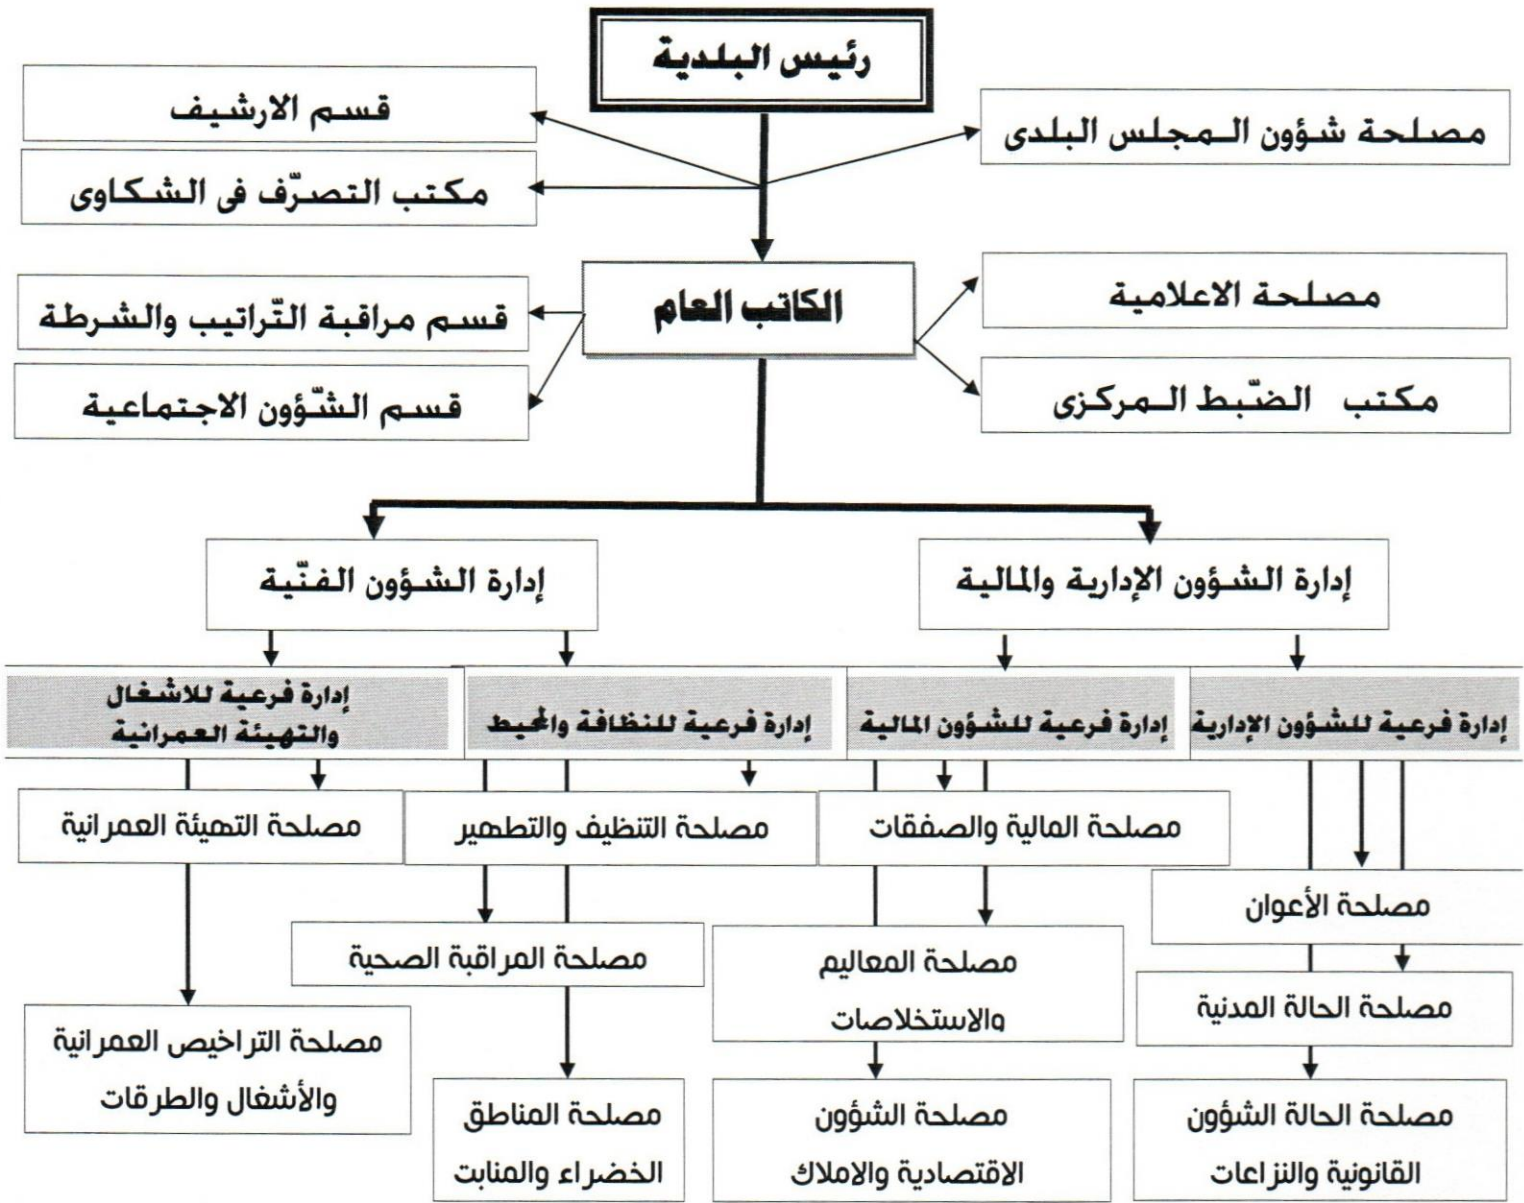 رئيس البلدية
مصلحة شؤون المجلس البلدى
قسم الارشيف
مكتب التصرّف فى الشكاوى
الكاتب العام
مصلحة الاعلامية
مكتب الضّبط المركزى
قسم مراقبة التّراتيب والشرطة
قسم الشّؤون الاجتماعية
إدارة الشؤون الإدارية والمالية
إدارة الشؤون الفنّية
إدارة فرعية للشؤون الإدارية
إدارة فرعية للشؤون المالية
إدارة فرعية للنظافة والمحيط
إدارة فرعية للاشغال
والتهيئة العمرانية
مصلحة المالية والصفقات
مصلحة التنظيف والتطهير
مصلحة التهيئة العمرانية
مصلحة الأعوان
مصلحة المعاليم
والاستخلاصات
مصلحة المراقبة الصحية
مصلحة الحالة المدنية
مصلحة التراخيص العمرانية
والأشغال والطرقات
مصلحة الحالة الشؤون
القانونية والنزاعات
مصلحة الشؤون
الاقتصادية والاملاك
مصلحة المناطق
الخضراء والمنابت